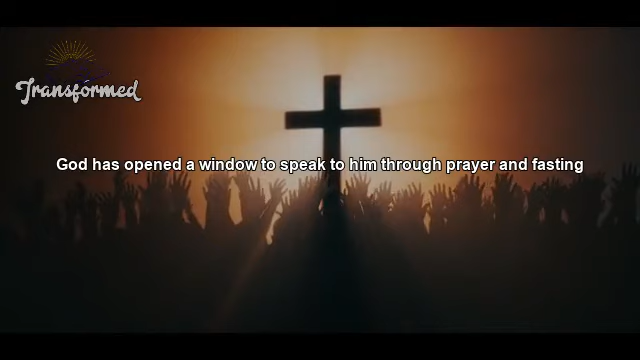 Transformed
God has opened a window to speak to him through prayer and fasting